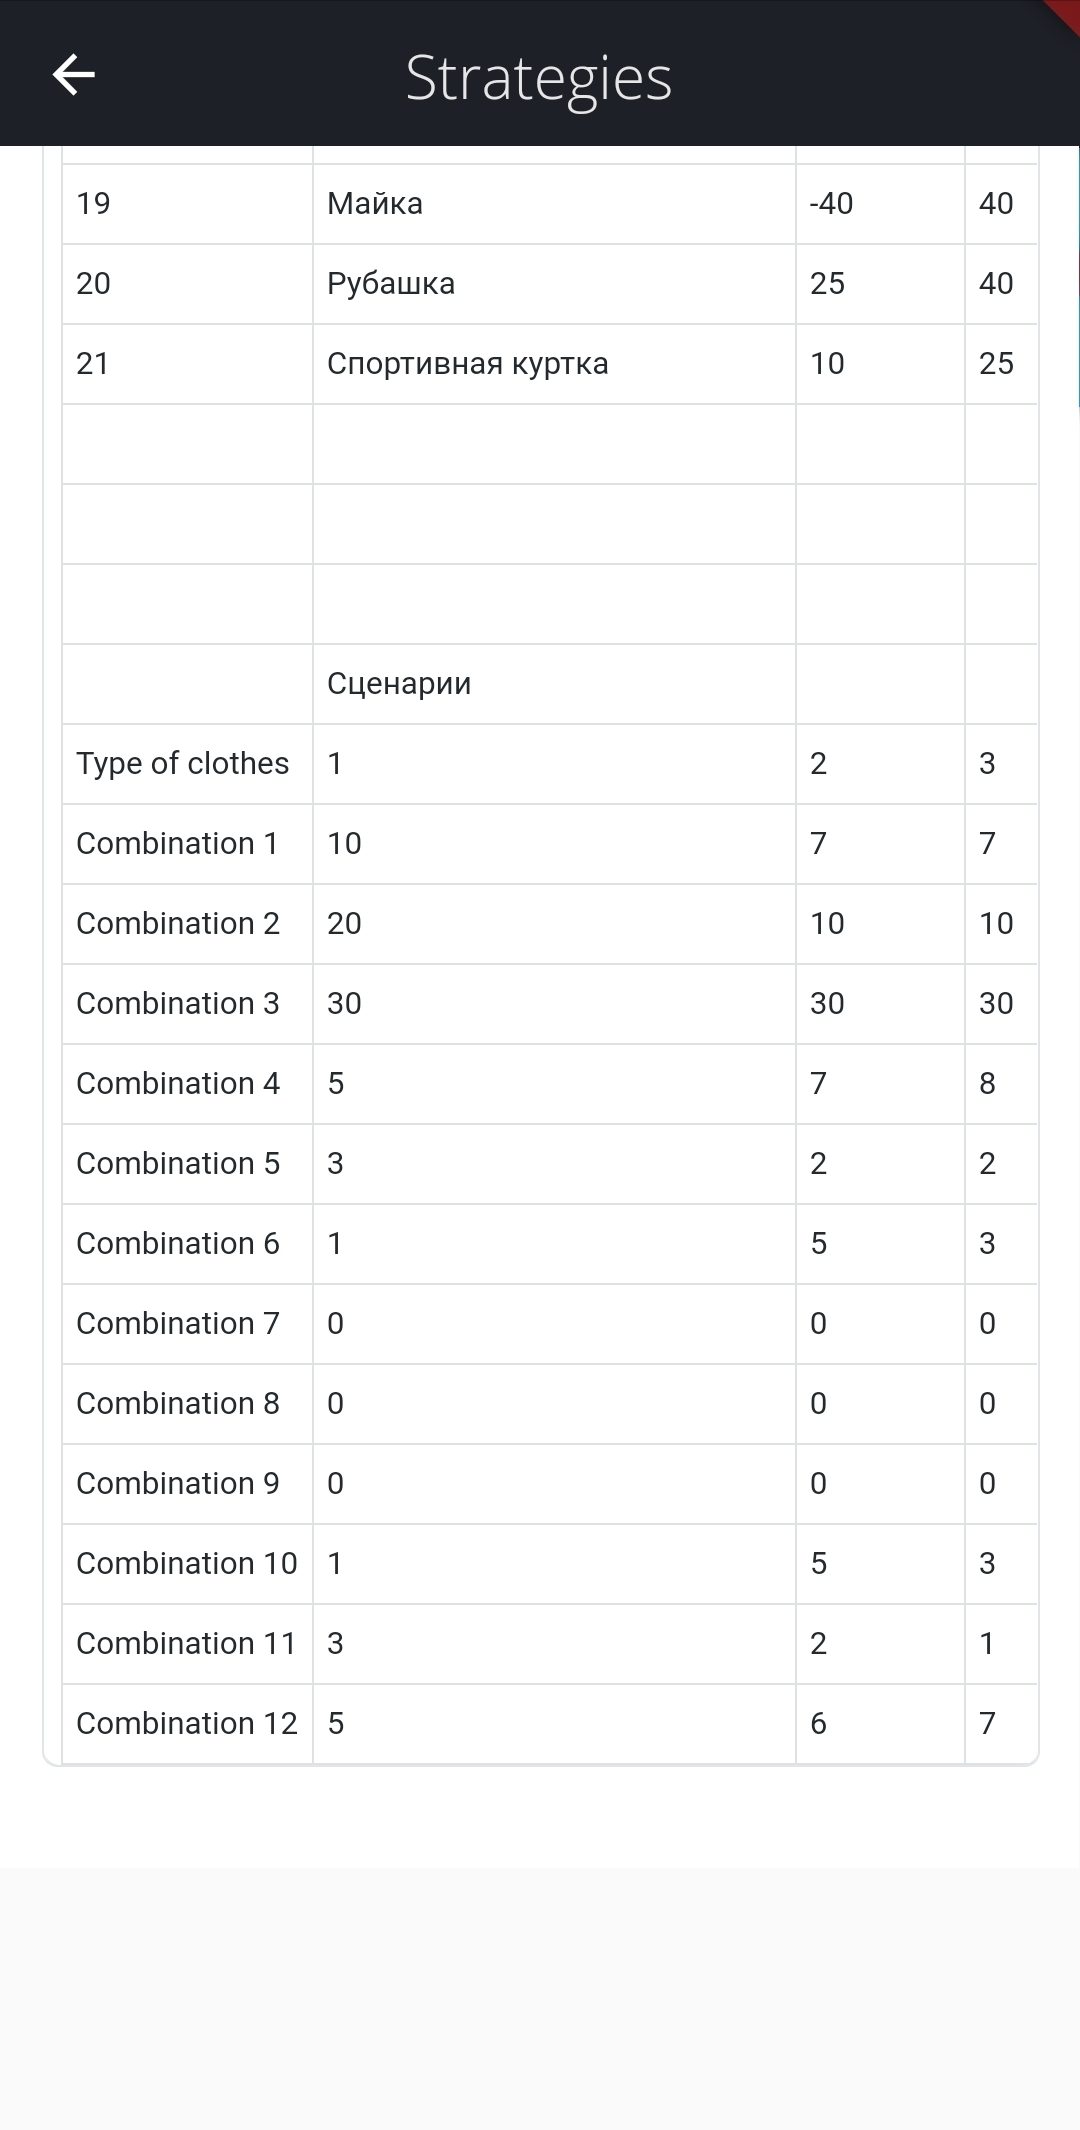 Strategies
19 Майка -40 40
20 Рубашка 25 40
21 Спортивная куртка 10 25
Сценарии
Type of clothes 1 2 3
Combination 1 10 7 7
Combination 2 20 10 10
Combination 3 30 30 30
Combination 4 5 7 8
Combination 5 3 2 2
Combination 6 1 5 3
Combination 7 0 0 0
Combination 8 0 0 0
Combination 9 0 0 0
Combination 10 1 5 3
Combination 11 3 2 1
Combination 12 5 6 7